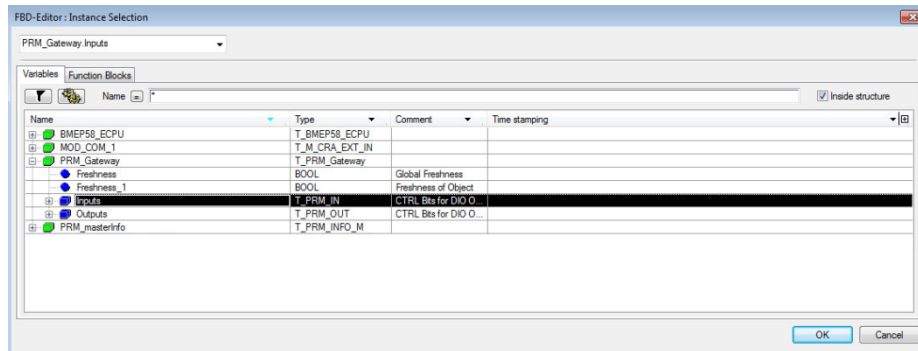 FBD-Editor : Instance Selection
PRM_Gateway.Inputs
Variables Function Blocks
Name = * Inside structure
Name Type Comment Time stamping
BMEP58_ECPU T_BMEP58_ECPU
MOD_COM_1 T_M_CRA_EXT_IN
PRM_Gateway T_PRM_Gateway
Freshness BOOL Global Freshness
Freshness_1 BOOL Freshness of Object
Inputs T_PRM_IN CTRL Bits for DIO O...
Outputs T_PRM_OUT CTRL Bits for DIO O...
PRM_masterInfo T_PRM_INFO_M
OK Cancel